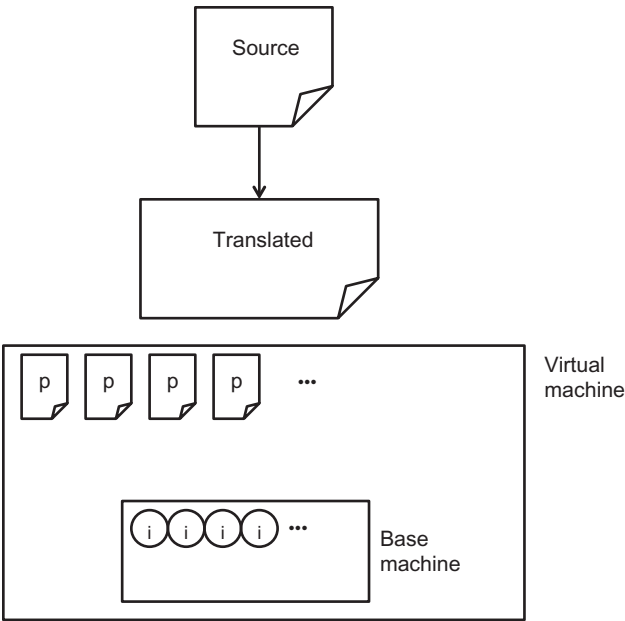 Source
Translated
Virtual
machine
p p p p ...
i i i i ...
Base
machine